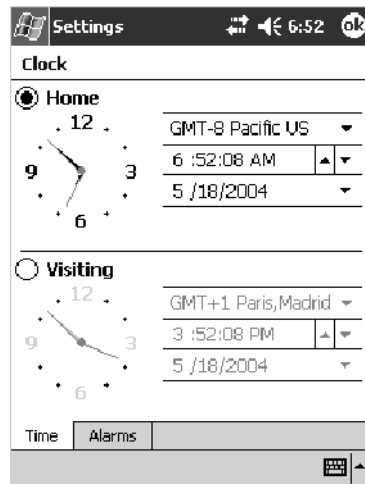 Settings 6:52 ok
Clock
Home
12
9 3
6
GMT-8 Pacific US
6 :52:08 AM
5 /18/2004
Visiting
12
9 3
6
GMT+1 Paris,Madrid
3 :52:08 PM
5 /18/2004
Time Alarms